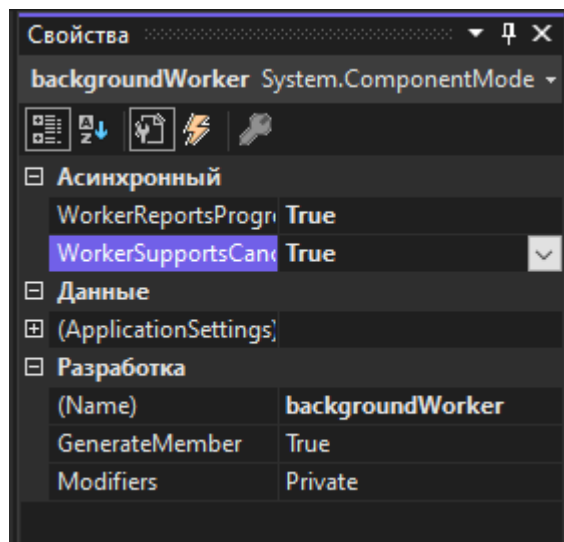 Свойства
backgroundWorker System.ComponentMode
Асинхронный
WorkerReportsProgr True
WorkerSupportsCanc True
Данные
(ApplicationSettings)
Разработка
(Name) backgroundWorker
GenerateMember True
Modifiers Private